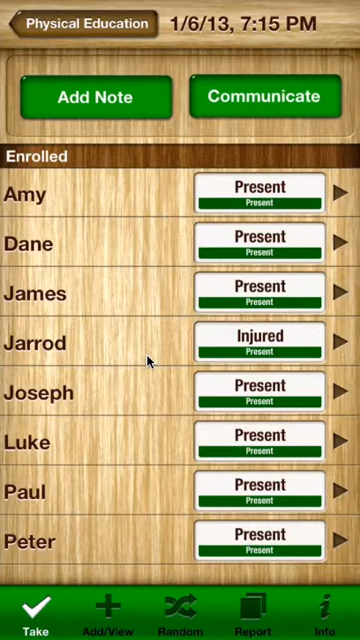 Physical Education 1/6/13, 7:15 PM
Add Note Communicate
Enrolled
Amy Present
Present
Dane Present
Present
James Present
Present
Jarrod Injured
Present
Joseph Present
Present
Luke Present
Present
Paul Present
Present
Peter Present
Present
Take Add/View Random Report Info